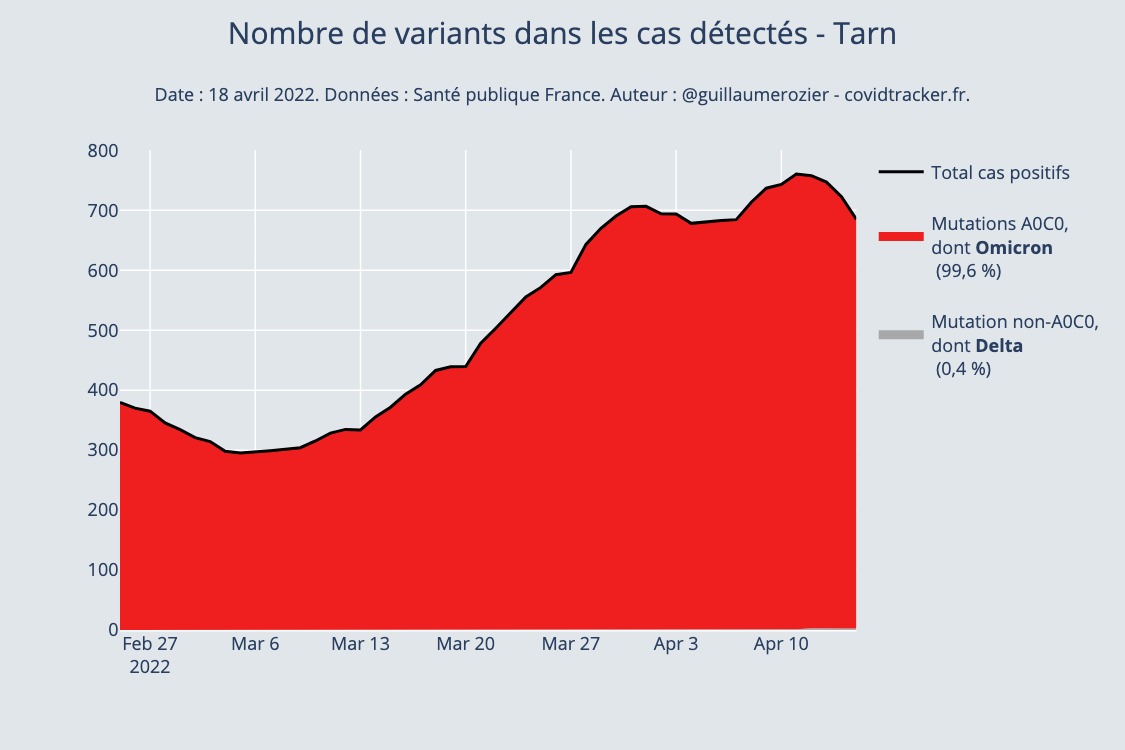 Nombre de variants dans les cas détectés - Tarn
Date : 18 avril 2022. Données : Santé publique France. Auteur : @guillaumerozier - covidtracker.fr.
800
700
600
500
400
300
200
100
0
Feb 27
2022
Mar 6
Mar 13
Mar 20
Mar 27
Apr 3
Apr 10
Total cas positifs
Mutations A0C0,
dont Omicron
(99,6 %)
Mutation non-A0C0,
dont Delta
(0,4 %)